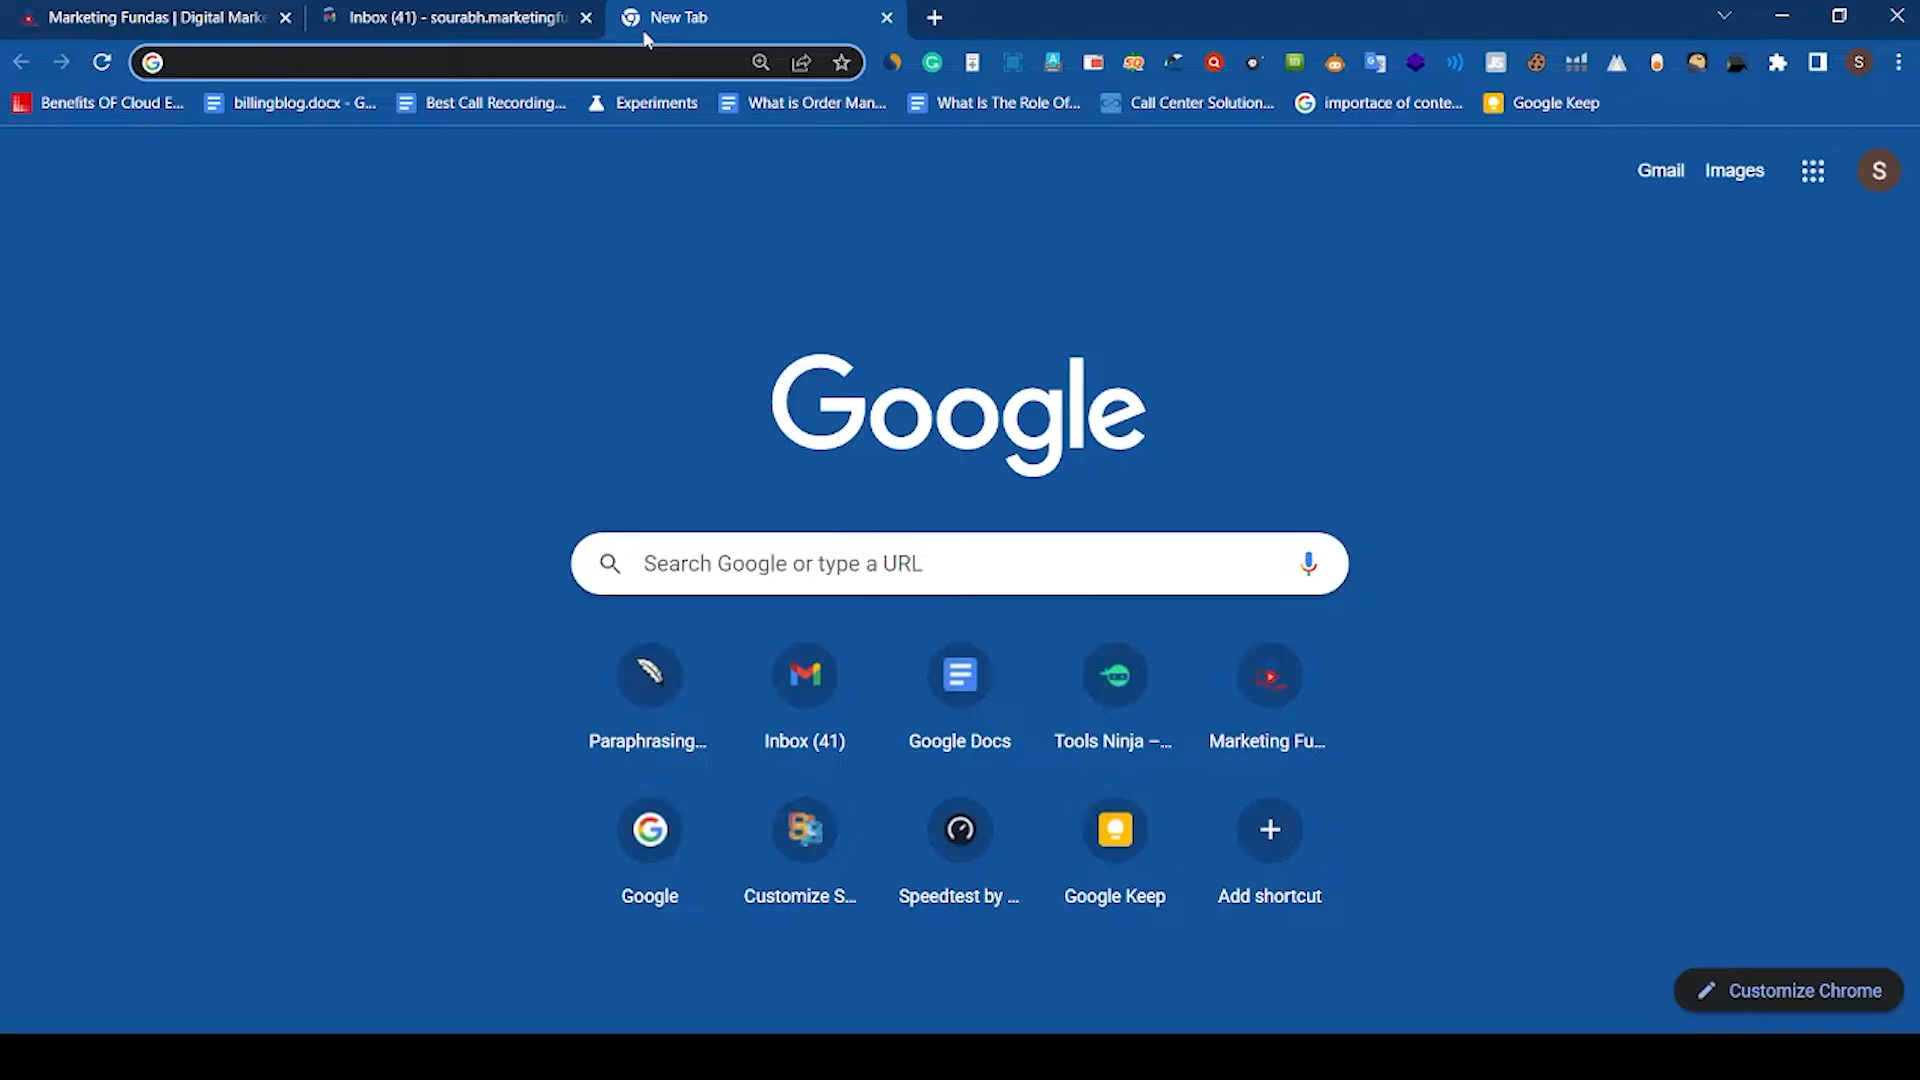 Marketing Fundas | Digital Marke
Inbox (41) - sourabh.marketingfu
New Tab
Benefits OF Cloud E...
billingblog.docx - G...
Best Call Recording...
Experiments
What is Order Man...
What Is The Role Of...
Call Center Solution...
importace of conte...
Google Keep
Gmail
Images
S
Google
Search Google or type a URL
Paraphrasing...
Inbox (41)
Google Docs
Tools Ninja –...
Marketing Fu...
Google
Customize S...
Speedtest by ...
Google Keep
Add shortcut
Customize Chrome